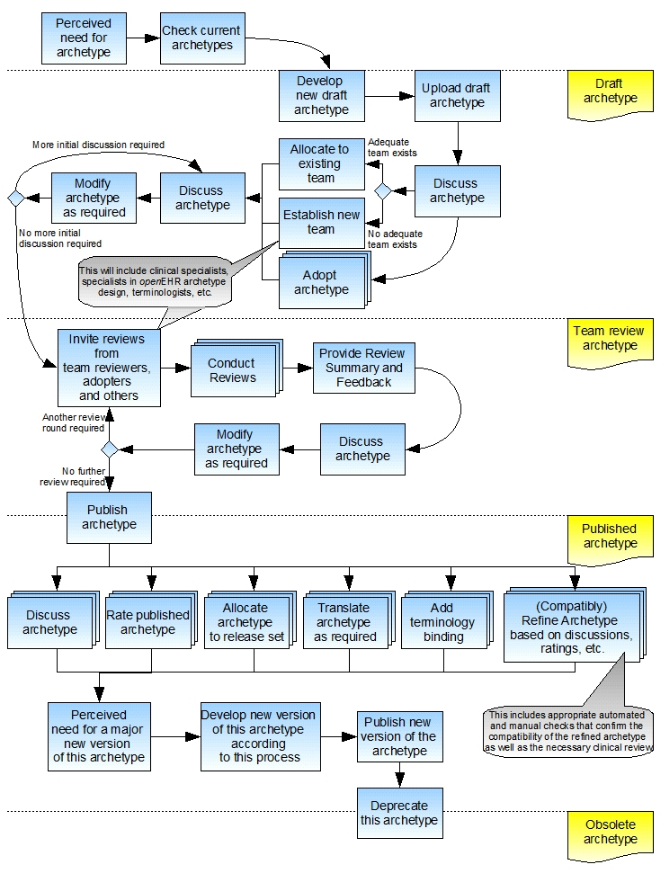 Perceived
need for
archetype
Check current
archetypes
Develop
new draft
archetype
Upload draft
archetype
Draft
archetype
More initial discussion required
Allocate to
existing
team
Adequate
team exists
Modify
archetype
as required
Discuss
archetype
Discuss
archetype
No more initial
discussion required
Establish new
team
No adequate
team exists
This will include clinical specialists,
specialists in openEHR archetype
design, terminologists, etc.
Adopt
archetype
Team review
archetype
Invite reviews
from
team reviewers,
adopters
and others
Conduct
Reviews
Provide Review
Summary and
Feedback
Another review
round required
Modify
archetype
as required
Discuss
archetype
No further
review required
Publish
archetype
Published
archetype
Discuss
archetype
Rate published
archetype
Allocate
archetype
to release set
Translate
archetype
as required
Add
terminology
binding
(Compatibly)
Refine Archetype
based on discussions,
ratings, etc.
Perceived
need for a major
new version
of this archetype
Develop new version
of this archetype
according
to this process
Publish new
version of the
archetype
This includes appropriate automated
and manual checks that confirm the
compatibility of the refined archetype
as well as the necessary clinical review
Deprecate
this archetype
Obsolete
archetype